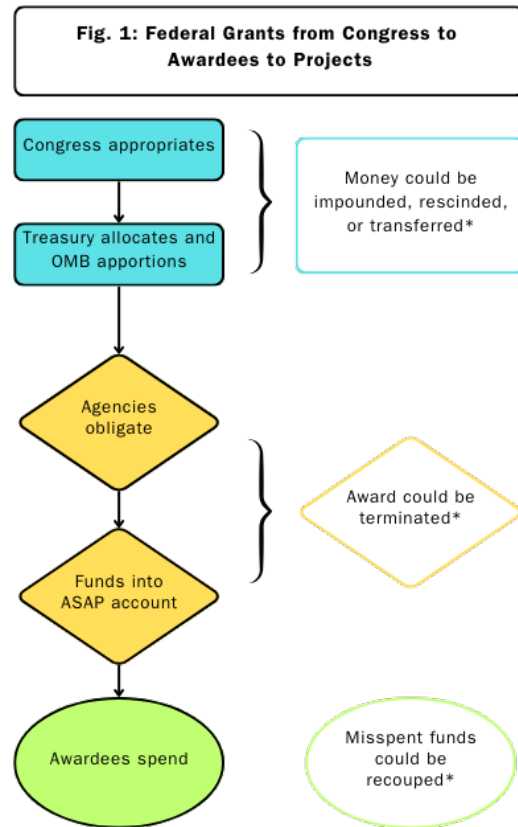 Fig. 1: Federal Grants from Congress to
Awardees to Projects
Congress appropriates
Money could be
impounded, rescinded,
or transferred*
Treasury allocates and
OMB apportions
Agencies
obligate
Award could be
terminated*
Funds into
ASAP account
Awardees spend
Misspent funds
could be
recouped*